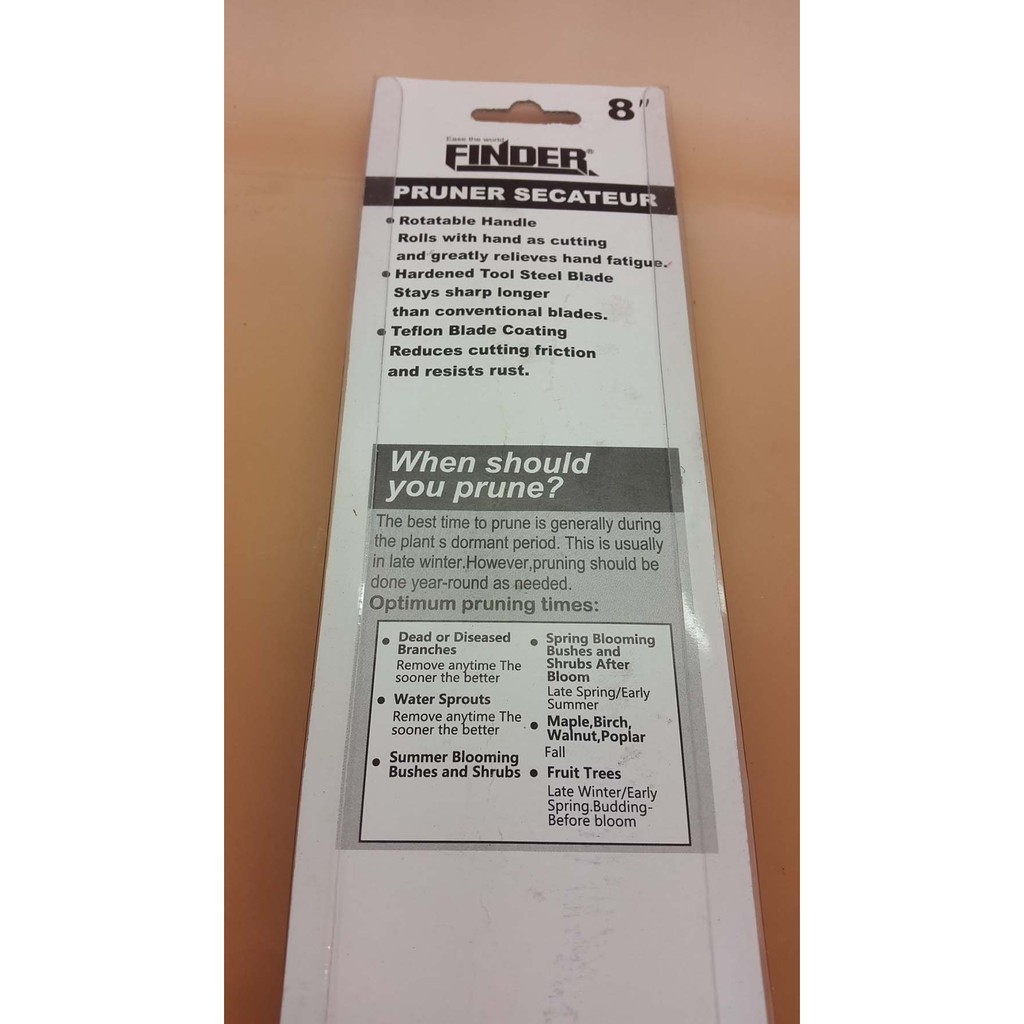 8"
Ease the world
FINDER®
PRUNER SECATEUR
• Rotatable Handle
Rolls with hand as cutting
and greatly relieves hand fatigue.
• Hardened Tool Steel Blade
Stays sharp longer
than conventional blades.
• Teflon Blade Coating
Reduces cutting friction
and resists rust.
When should
you prune?
The best time to prune is generally during
the plant s dormant period. This is usually
in late winter.However,pruning should be
done year-round as needed.
Optimum pruning times:
• Dead or Diseased
Branches
Remove anytime The
sooner the better
• Water Sprouts
Remove anytime The
sooner the better
• Summer Blooming
Bushes and Shrubs
• Spring Blooming
Bushes and
Shrubs After
Bloom
Late Spring/Early
Summer
• Maple,Birch,
Walnut,Poplar
Fall
• Fruit Trees
Late Winter/Early
Spring.Budding-
Before bloom